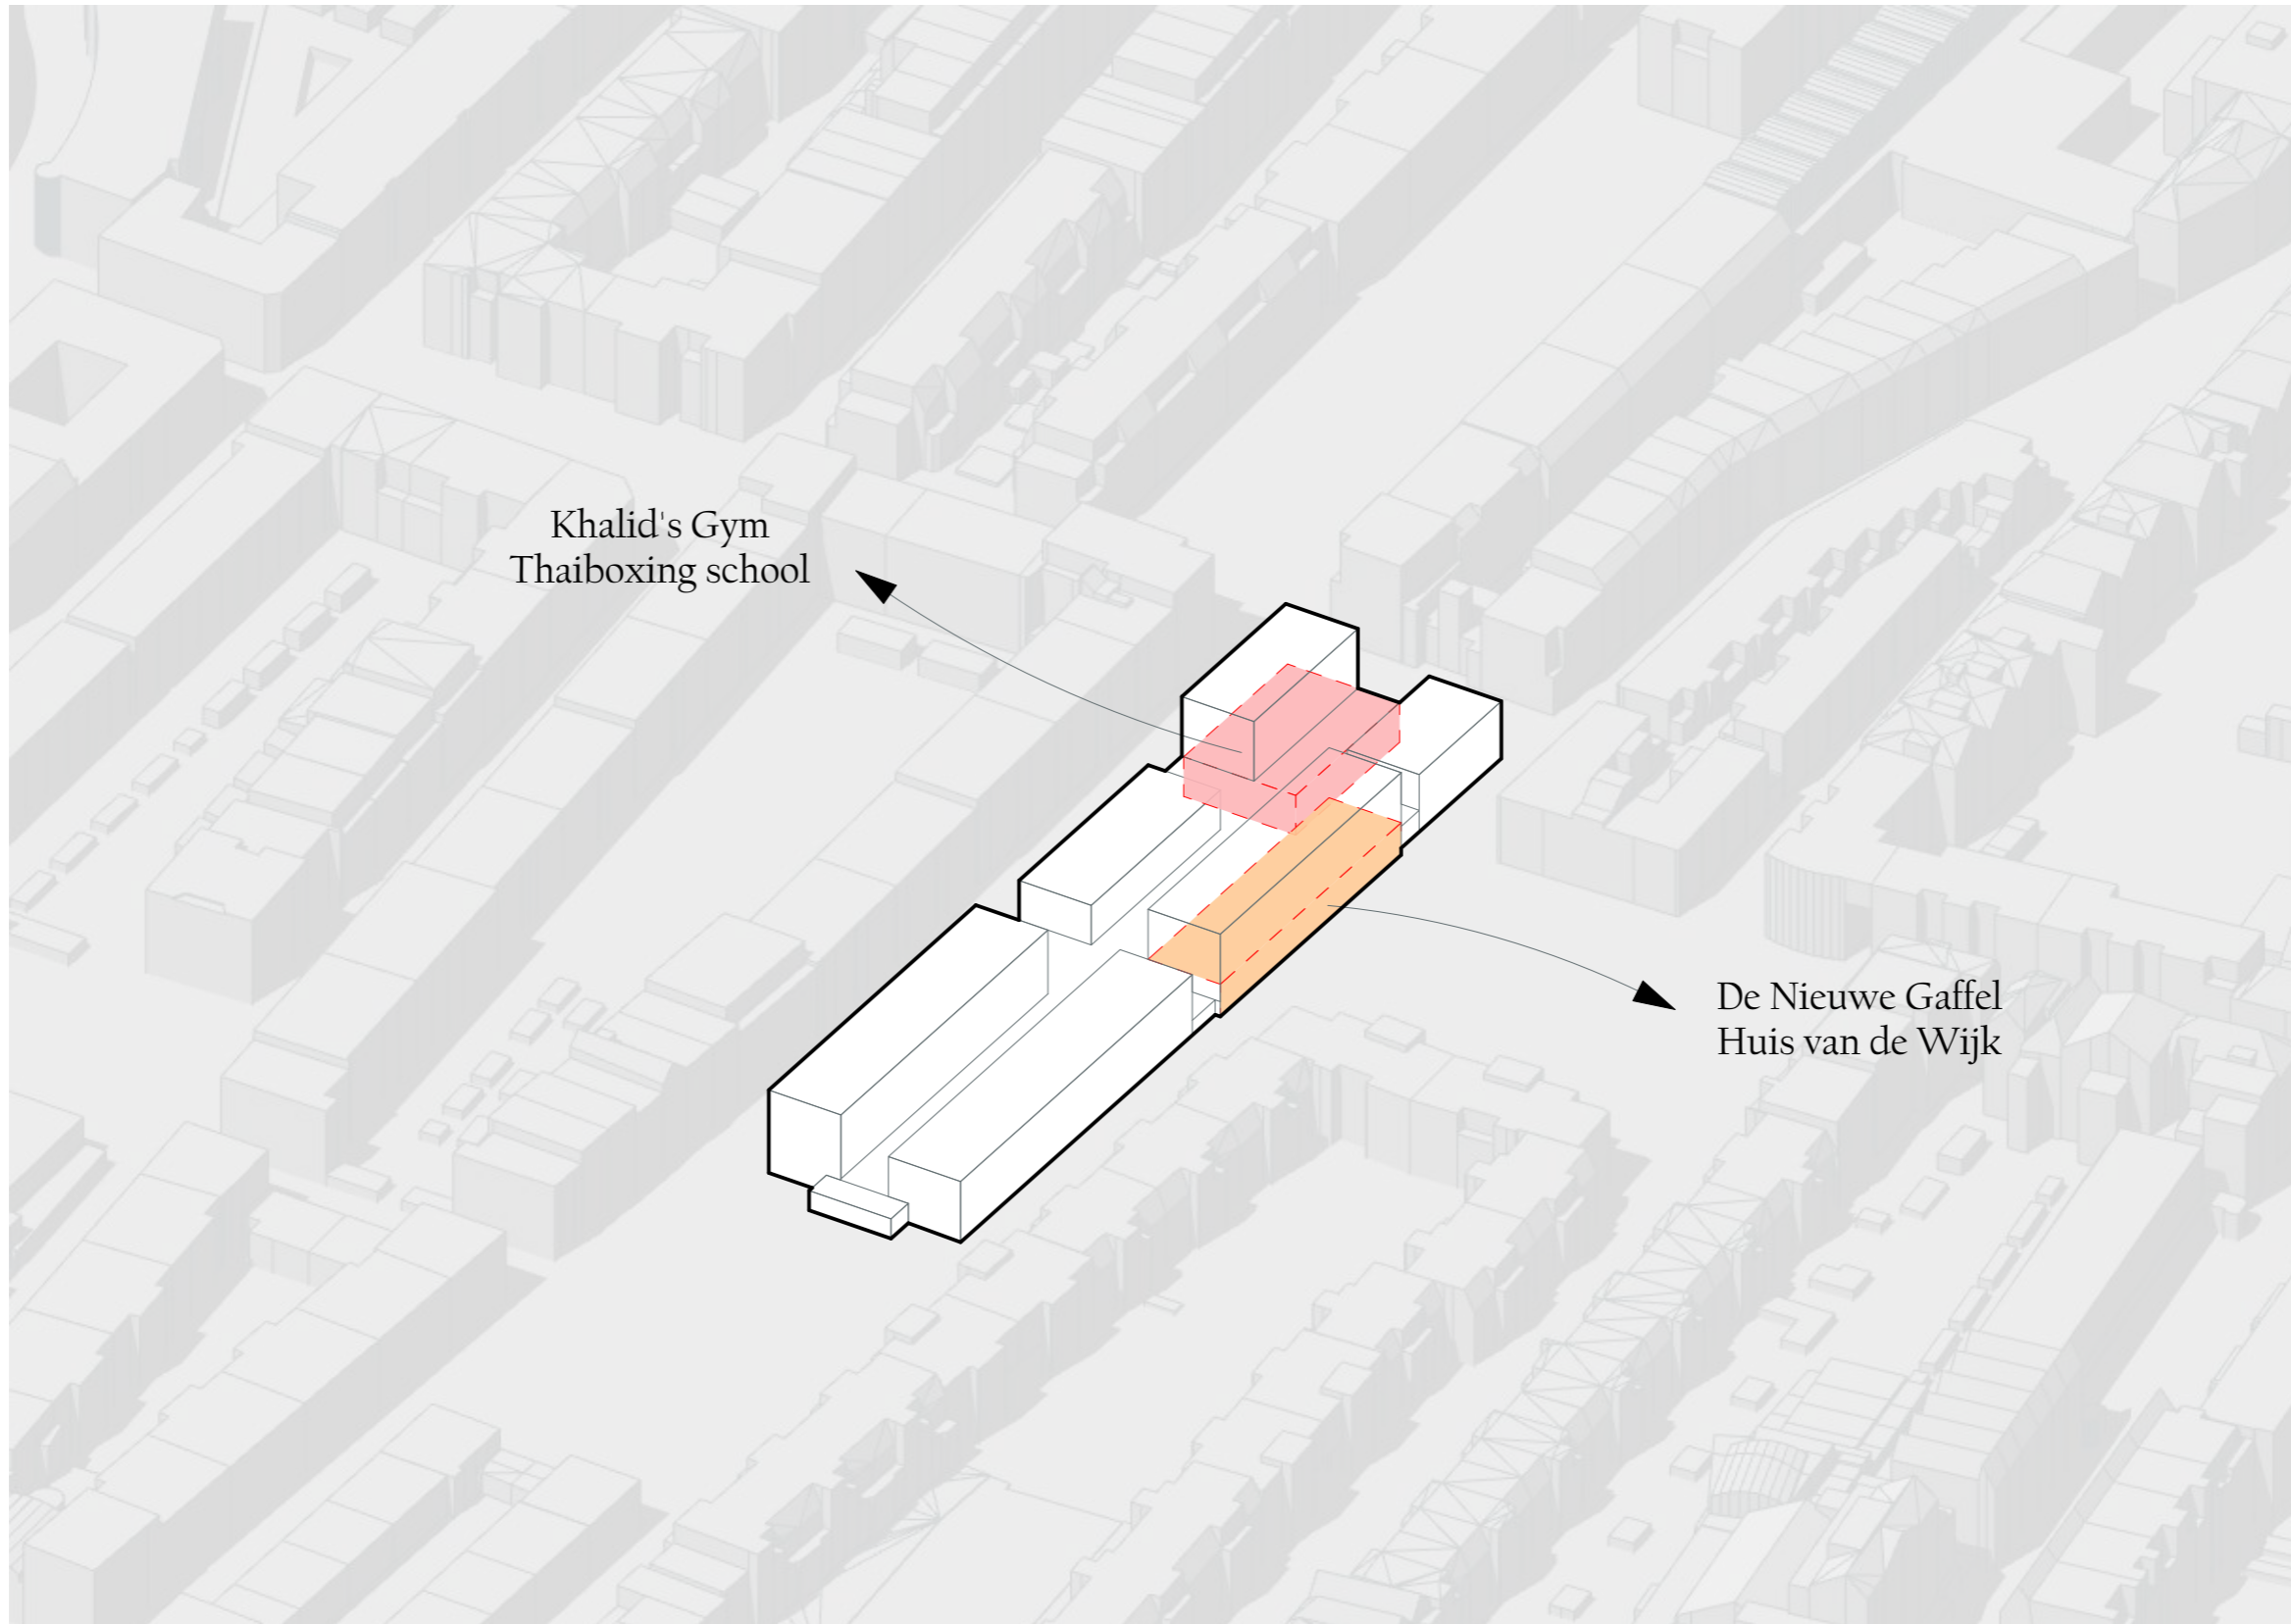 Khalid's Gym
Thaiboxing school
De Nieuwe Gaffel
Huis van de Wijk